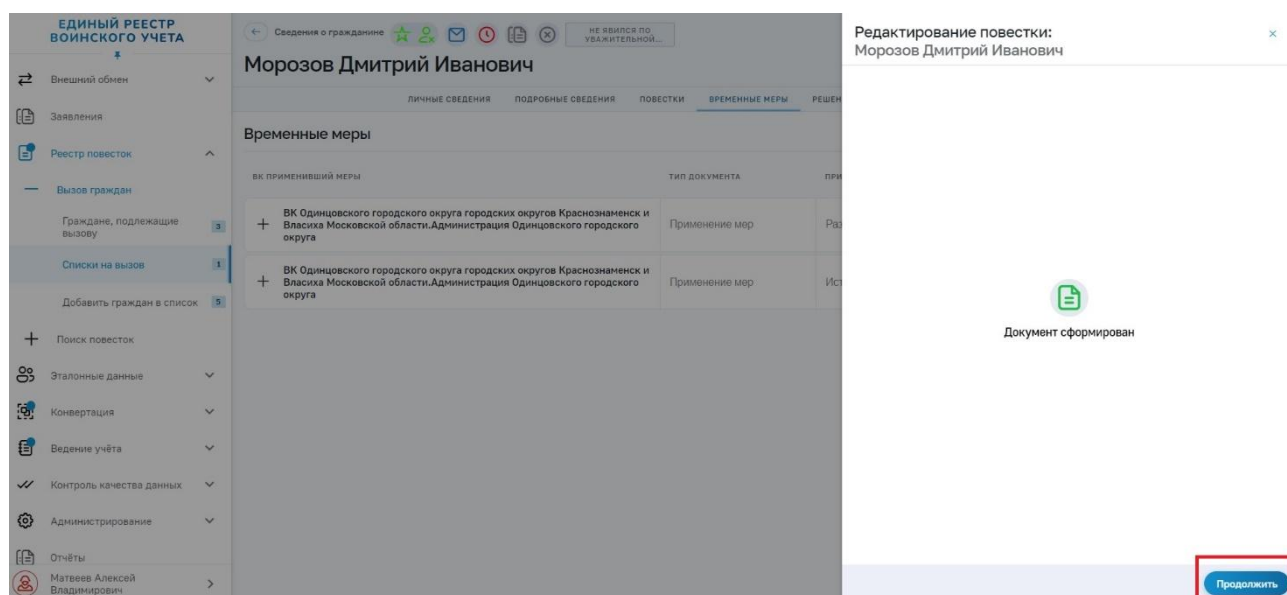 ЕДИНЫЙ РЕЕСТР
ВОИНСКОГО УЧЕТА
Внешний обмен
Заявления
Реестр повесток
Вызов граждан
Граждане, подлежащие
вызову
3
Списки на вызов
1
Добавить граждан в список
5
Поиск повесток
Эталонные данные
Конвертация
Ведение учёта
Контроль качества данных
Администрирование
Отчёты
Матвеев Алексей
Владимирович
Сведения о гражданине
НЕ ЯВИЛСЯ ПО
УВАЖИТЕЛЬНОЙ...
Морозов Дмитрий Иванович
ЛИЧНЫЕ СВЕДЕНИЯ ПОДРОБНЫЕ СВЕДЕНИЯ ПОВЕСТКИ ВРЕМЕННЫЕ МЕРЫ РЕШЕН
Временные меры
ВК ПРИМЕНИВШИЙ МЕРЫ ТИП ДОКУМЕНТА ПРИ
ВК Одинцовского городского округа городских округов Краснознаменск и
Власиха Московской области.Администрация Одинцовского городского
округа
Применение мер
Раз
ВК Одинцовского городского округа городских округов Краснознаменск и
Власиха Московской области.Администрация Одинцовского городского
округа
Применение мер
Ист
Редактирование повестки:
Морозов Дмитрий Иванович
Документ сформирован
Продолжить